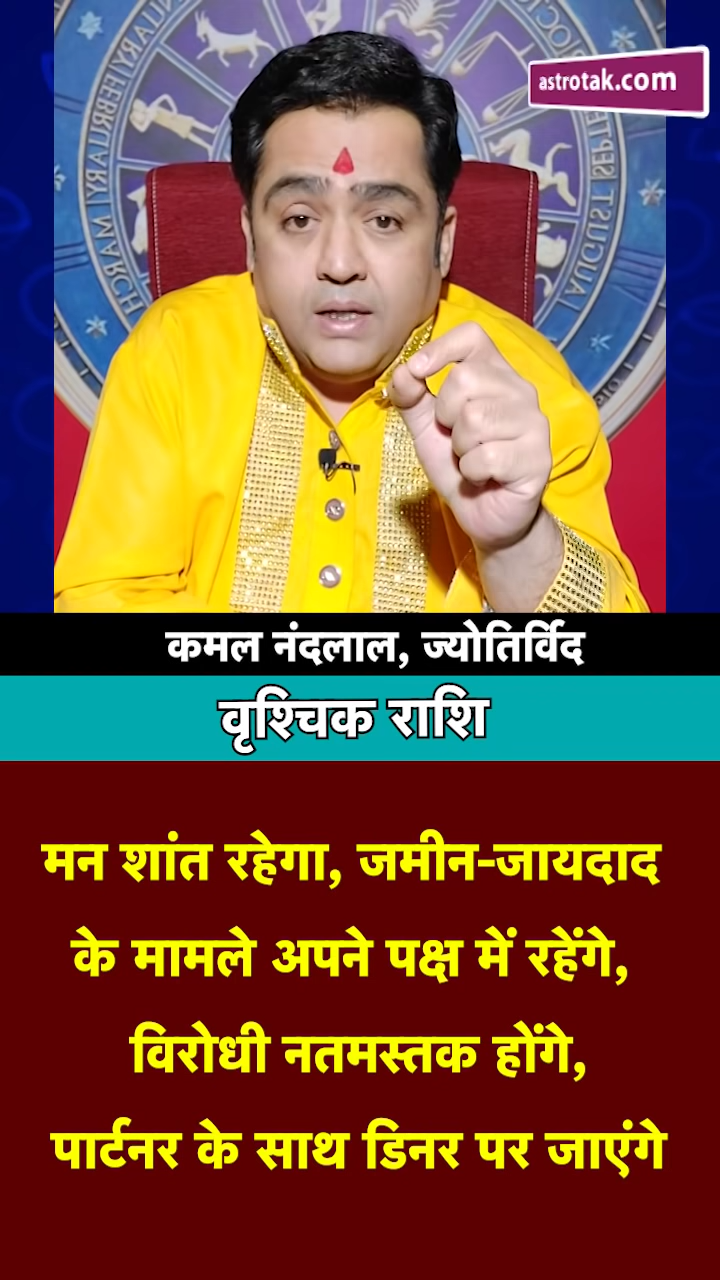 astrotak.com
कमल नंदलाल, ज्योतिर्विद
वृश्चिक राशि
मन शांत रहेगा, जमीन-जायदाद
के मामले अपने पक्ष में रहेंगे,
विरोधी नतमस्तक होंगे,
पार्टनर के साथ डिनर पर जाएंगे